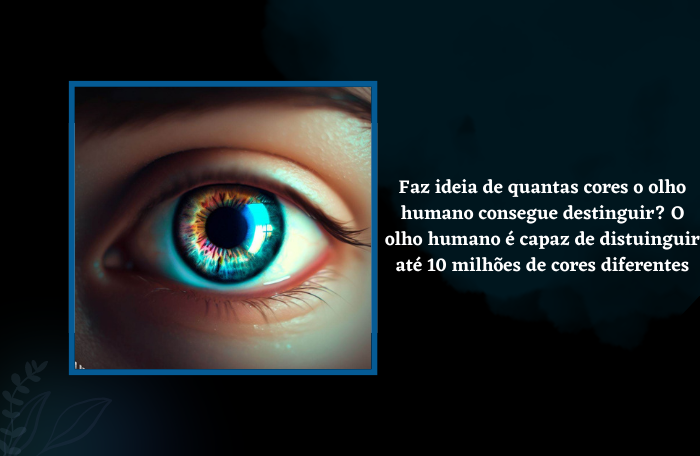 Faz ideia de quantas cores o olho
humano consegue destinguir? O
olho humano é capaz de distuinguir
até 10 milhões de cores diferentes